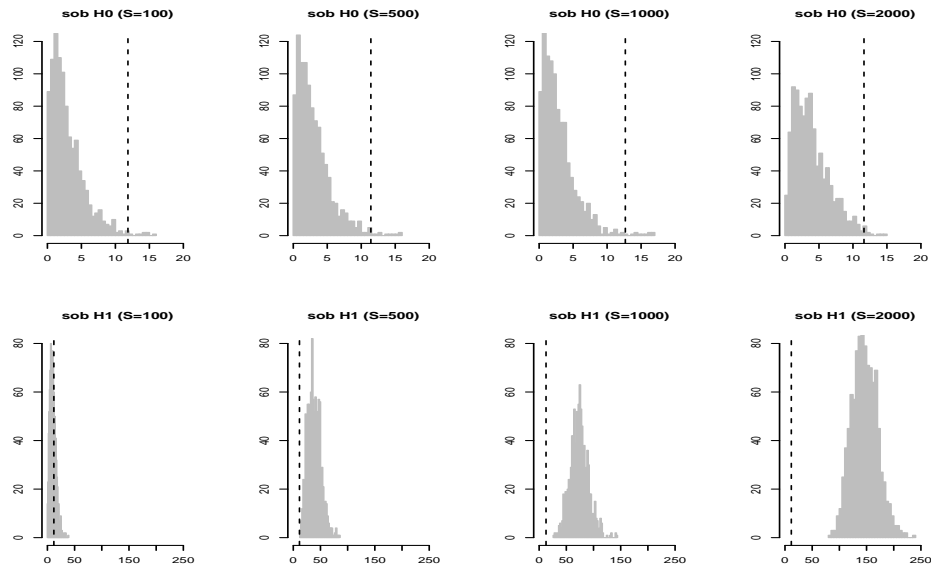 sob H0 (S=100)
sob H0 (S=500)
sob H0 (S=1000)
sob H0 (S=2000)
0 20 40 60 80 100 120
0 20 40 60 80 100 120
0 20 40 60 80 100 120
0 20 40 60 80 100 120
0 5 10 15 20
0 5 10 15 20
0 5 10 15 20
0 5 10 15 20
sob H1 (S=100)
sob H1 (S=500)
sob H1 (S=1000)
sob H1 (S=2000)
0 20 40 60 80
0 20 40 60 80
0 20 40 60 80
0 20 40 60 80
0 50 150 250
0 50 150 250
0 50 150 250
0 50 150 250